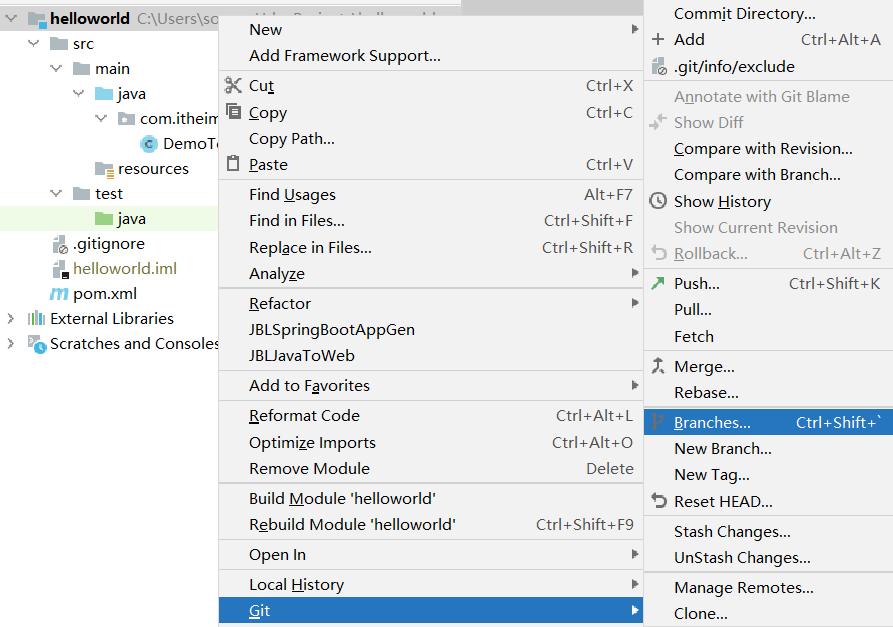 helloworld
src
main
java
com.itheim
DemoTo
resources
test
java
.gitignore
helloworld.iml
pom.xml
External Libraries
Scratches and Consoles
New
Add Framework Support...
Cut Ctrl+X
Copy Ctrl+C
Copy Path...
Paste Ctrl+V
Find Usages Alt+F7
Find in Files... Ctrl+Shift+F
Replace in Files... Ctrl+Shift+R
Analyze
Refactor
JBLSpringBootAppGen
JBLJavaToWeb
Add to Favorites
Reformat Code Ctrl+Alt+L
Optimize Imports Ctrl+Alt+O
Remove Module Delete
Build Module 'helloworld'
Rebuild Module 'helloworld' Ctrl+Shift+F9
Open In
Local History
Git
Commit Directory...
Add Ctrl+Alt+A
.git/info/exclude
Annotate with Git Blame
Show Diff
Compare with Revision...
Compare with Branch...
Show History
Show Current Revision
Rollback... Ctrl+Alt+Z
Push... Ctrl+Shift+K
Pull...
Fetch
Merge...
Rebase...
Branches... Ctrl+Shift+`
New Branch...
New Tag...
Reset HEAD...
Stash Changes...
UnStash Changes...
Manage Remotes...
Clone...